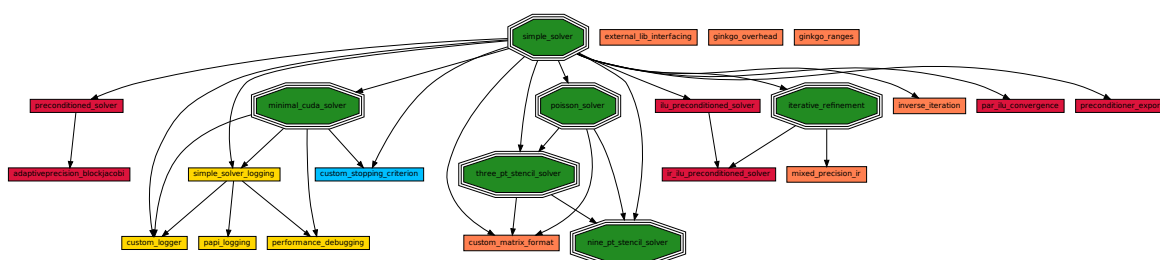 simple_solver
external_lib_interfacing
ginkgo_overhead
ginkgo_ranges
preconditioned_solver
minimal_cuda_solver
poisson_solver
ilu_preconditioned_solver
iterative_refinement
inverse_iteration
par_ilu_convergence
preconditioner_expor
adaptiveprecision_blockjacobi
simple_solver_logging
custom_stopping_criterion
three_pt_stencil_solver
ir_ilu_preconditioned_solver
mixed_precision_ir
custom_logger
papi_logging
performance_debugging
custom_matrix_format
nine_pt_stencil_solver